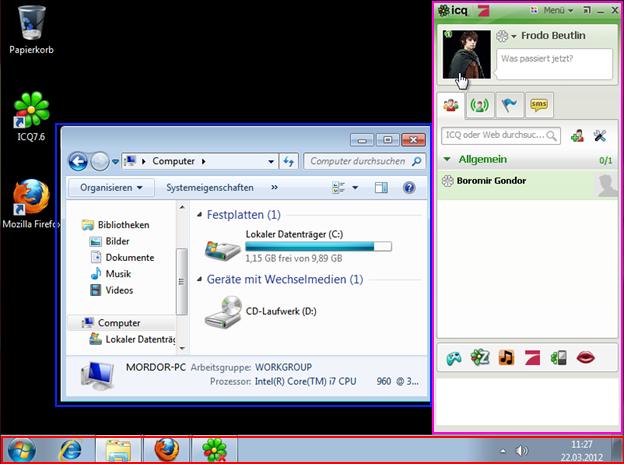 Papierkorb
ICQ7.6
Mozilla Firefox
Computer
Computer durchsuchen
Organisieren
Systemeigenschaften
»
Bibliotheken
Bilder
Dokumente
Musik
Videos
Computer
Lokaler Datenträg
Festplatten (1)
Lokaler Datenträger (C:)
1,15 GB frei von 9,89 GB
Geräte mit Wechselmedien (1)
CD-Laufwerk (D:)
MORDOR-PC Arbeitsgruppe: WORKGROUP
Prozessor: Intel(R) Core(TM) i7 CPU 960 @ 3...
icq
Menü
Frodo Beutlin
Was passiert jetzt?
sms
ICQ oder Web durchsuc...
Allgemein 0/1
Boromir Gondor
11:27
22.03.2012